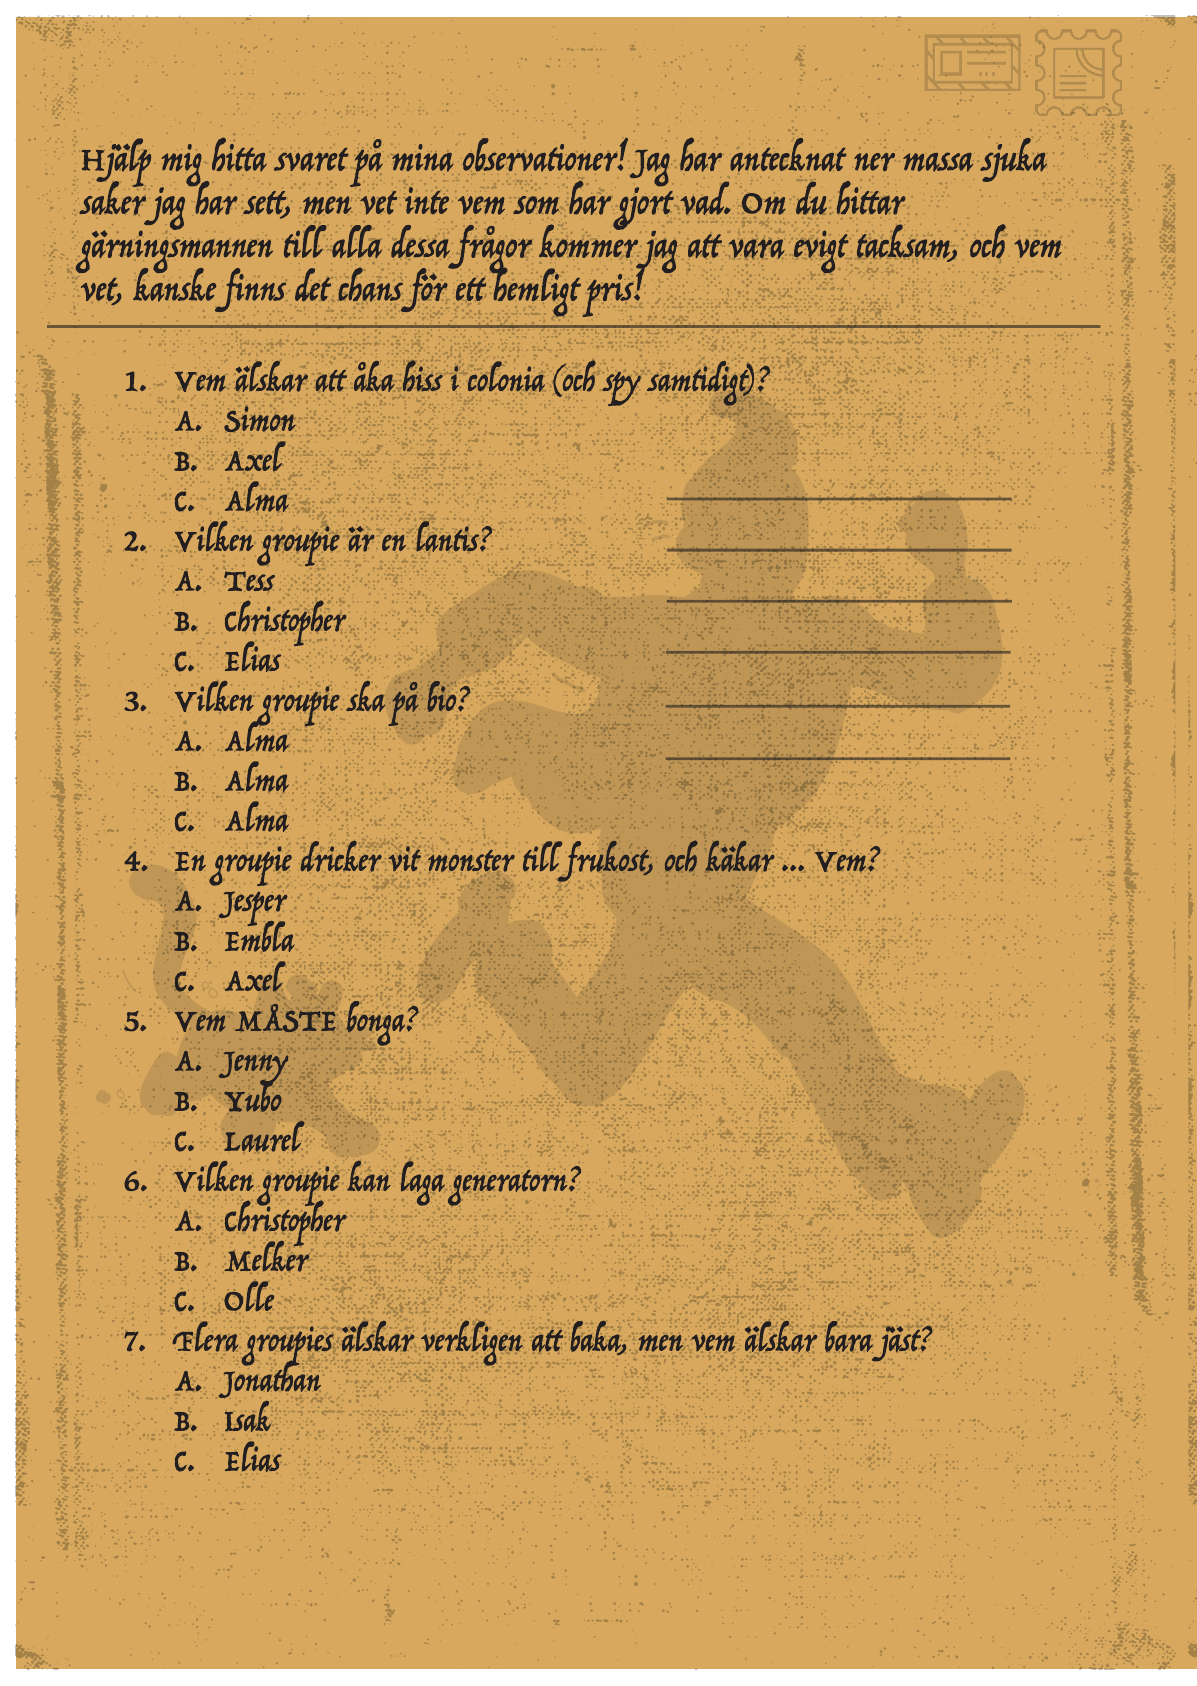 Hjälp mig hitta svaret på mina observationer! Jag har antecknat ner massa sjuka
saker jag har sett, men vet inte vem som har gjort vad. Om du hittar
gärningsmannen till alla dessa frågor kommer jag att vara evigt tacksam, och vem
vet, kanske finns det chans för ett hemligt pris!
1. Vem älskar att åka hiss i colonia (och spy samtidigt)?
A. Simon
B. Axel
C. Alma
2. Vilken groupie är en lantis?
A. Tess
B. Christopher
C. Elias
3. Vilken groupie ska på bio?
A. Alma
B. Alma
C. Alma
4. En groupie dricker vit monster till frukost, och käkar ... Vem?
A. Jesper
B. Embla
C. Axel
5. Vem MÅSTE bonga?
A. Jenny
B. Yubo
C. Laurel
6. Vilken groupie kan laga generatorn?
A. Christopher
B. Melker
C. Olle
7. Flera groupies älskar verkligen att baka, men vem älskar bara jäst?
A. Jonathan
B. Isak
C. Elias